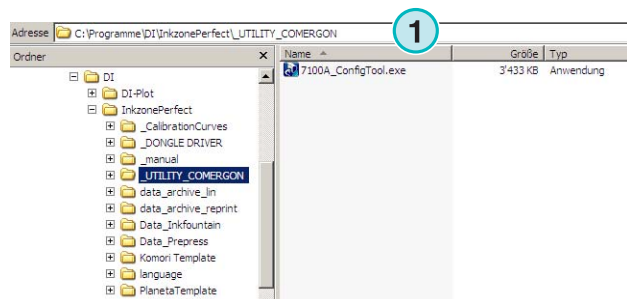 Adresse C:\Programme\DI\InkzonePerfect\_UTILITY_COMERGON
1
Ordner
Name Größe Typ
7100A_ConfigTool.exe 3'433 KB Anwendung
DI
DI-Plot
InkzonePerfect
_CalibrationCurves
_DONGLE DRIVER
_manual
_UTILITY_COMERGON
data_archive_lin
data_archive_reprint
Data_Inkfountain
Data_Prepress
Komori Template
language
PlanetaTemplate